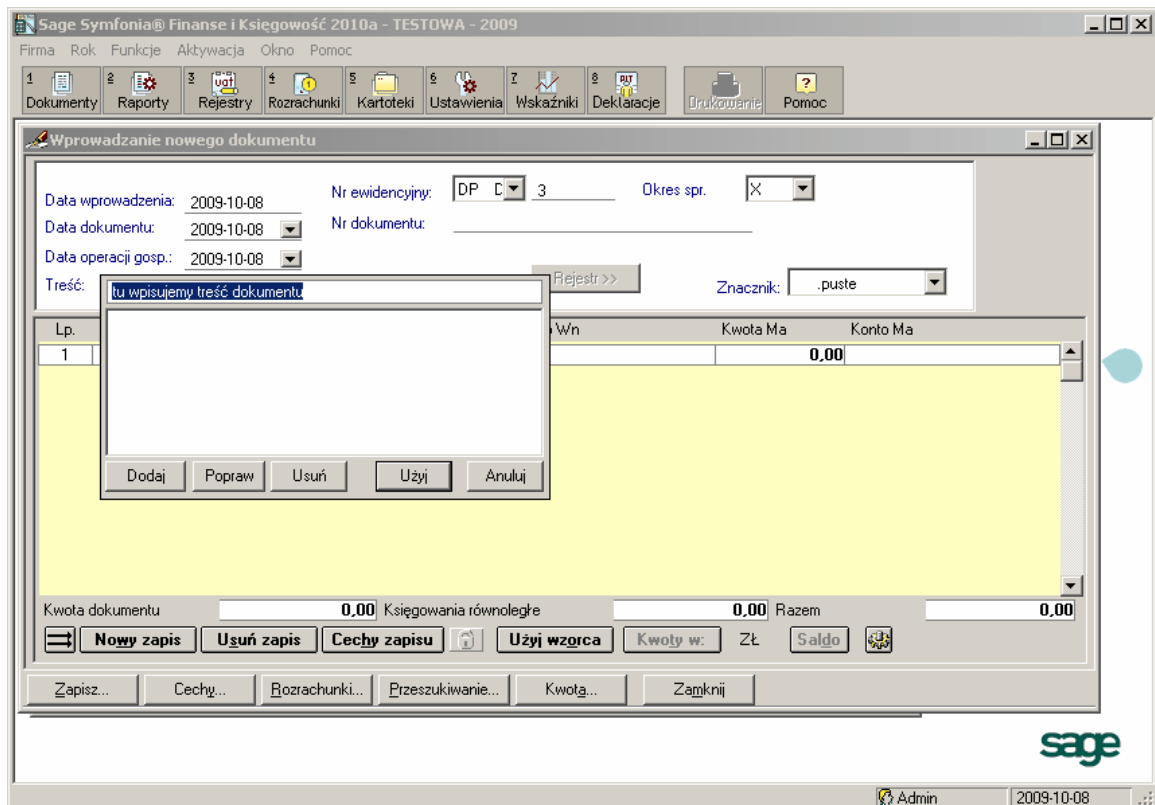 Sage Symfonia® Finanse i Księgowość 2010a - TESTOWA - 2009
Firma Rok Funkcje Aktywacja Okno Pomoc
1 2 3 4 5 6 7 8
Dokumenty Raporty Rejestry Rozrachunki Kartoteki Ustawienia Wskaźniki Deklaracje Drukowanie Pomoc
Wprowadzanie nowego dokumentu
Data wprowadzenia: 2009-10-08 Nr ewidencyjny: DP D 3 Okres spr. X
Data dokumentu: 2009-10-08 Nr dokumentu:
Data operacji gosp.: 2009-10-08
Treść: Rejestr >> Znacznik: .puste
tu wpisujemy treść dokumentu
Lp. Wn Kwota Ma Konto Ma
1 0,00
Dodaj Popraw Usuń Użyj Anuluj
Kwota dokumentu 0,00 Księgowania równoległe 0,00 Razem 0,00
Nowy zapis Usuń zapis Cechy zapisu Użyj wzorca Kwoty w: ZŁ Saldo
Zapisz... Cechy... Rozrachunki... Przeszukiwanie... Kwota... Zamknij
sage
Admin 2009-10-08